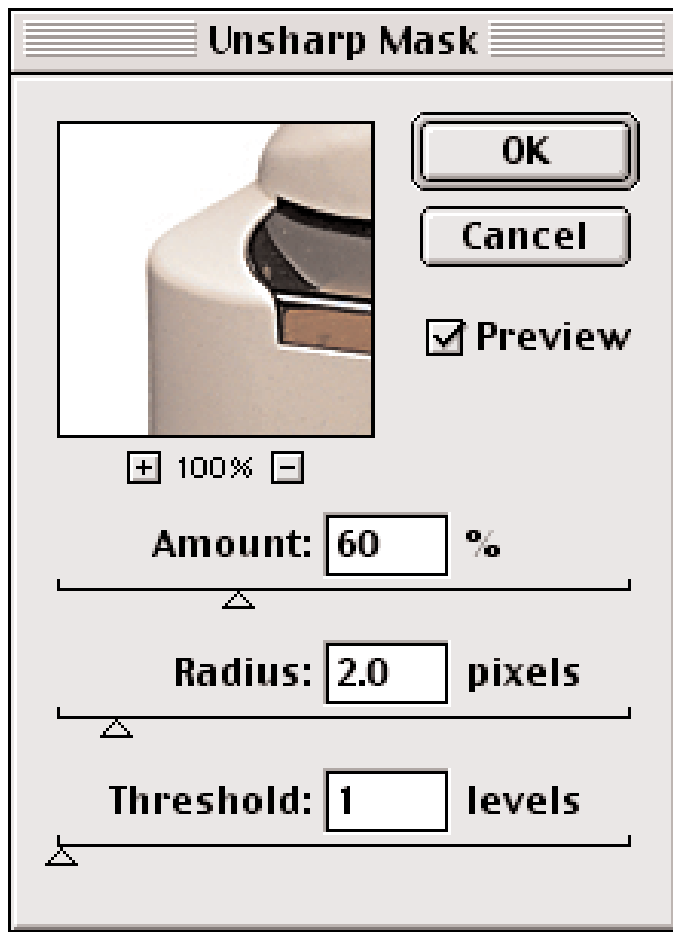 Unsharp Mask
OK
Cancel
Preview
+ 100% −
Amount: 60 %
Radius: 2.0 pixels
Threshold: 1 levels